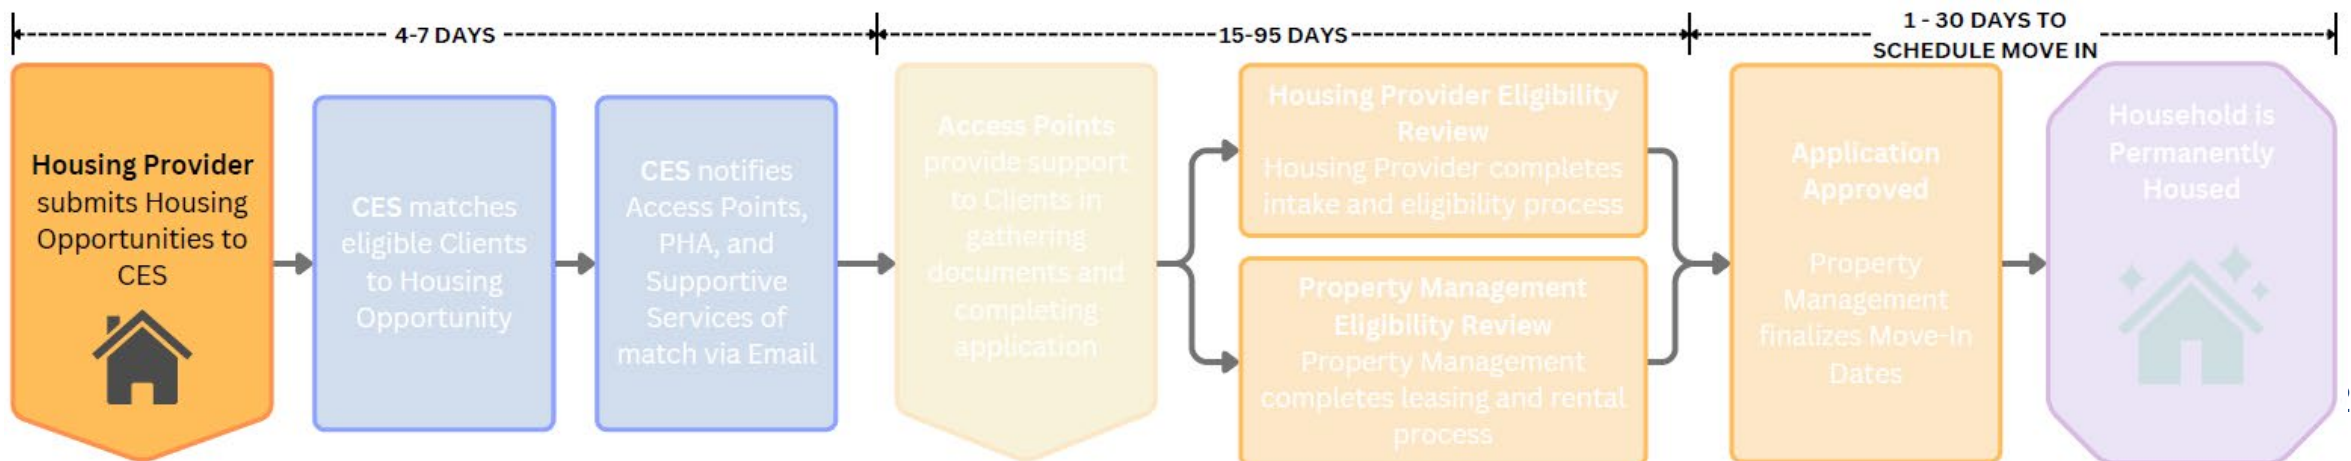 4-7 DAYS
15-95 DAYS
1 - 30 DAYS TO
SCHEDULE MOVE IN
Housing Provider
submits Housing
Opportunities to
CES
CES matches
eligible Clients
to Housing
Opportunity
CES notifies
Access Points,
PHA, and
Supportive
Services of
match via Email
Access Points
provide support
to Clients in
gathering
documents and
completing
application
Housing Provider Eligibility
Review
Housing Provider completes
intake and eligibility process
Property Management
Eligibility Review
Property Management
completes leasing and rental
process
Application
Approved
Property
Management
finalizes Move-In
Dates
Household is
Permanently
Housed